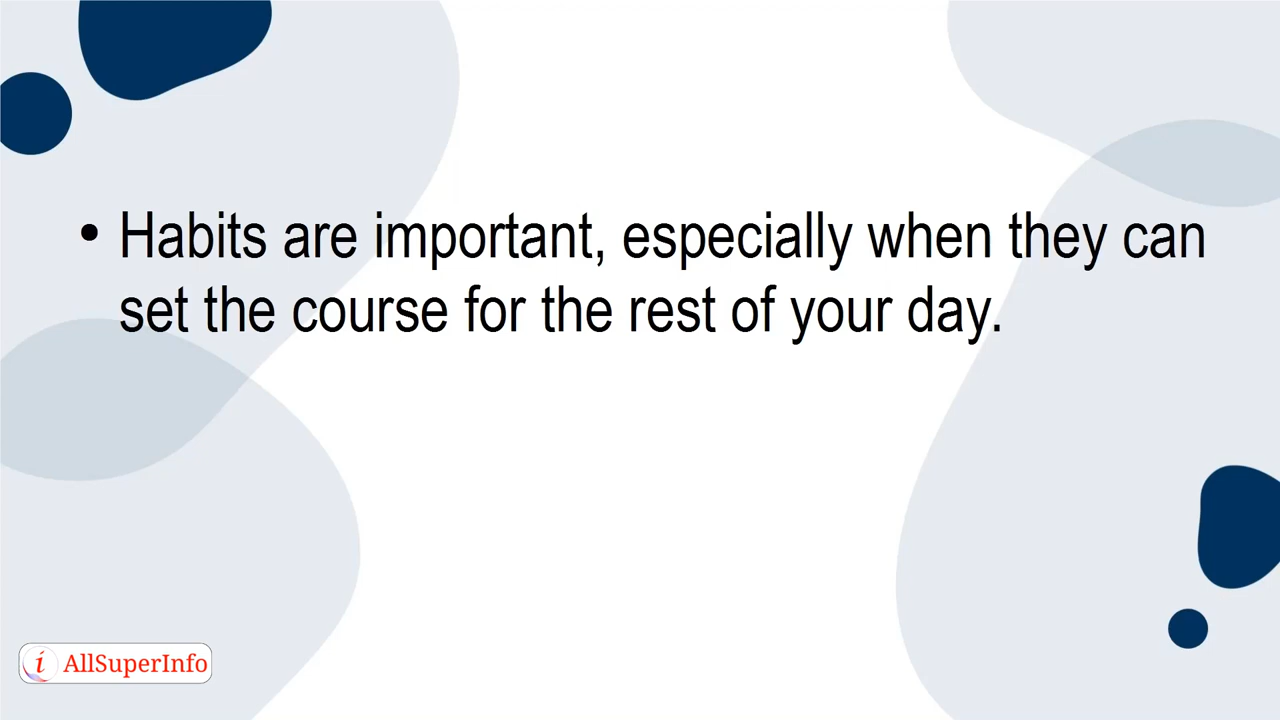 • Habits are important, especially when they can
set the course for the rest of your day.
i AllSuperInfo